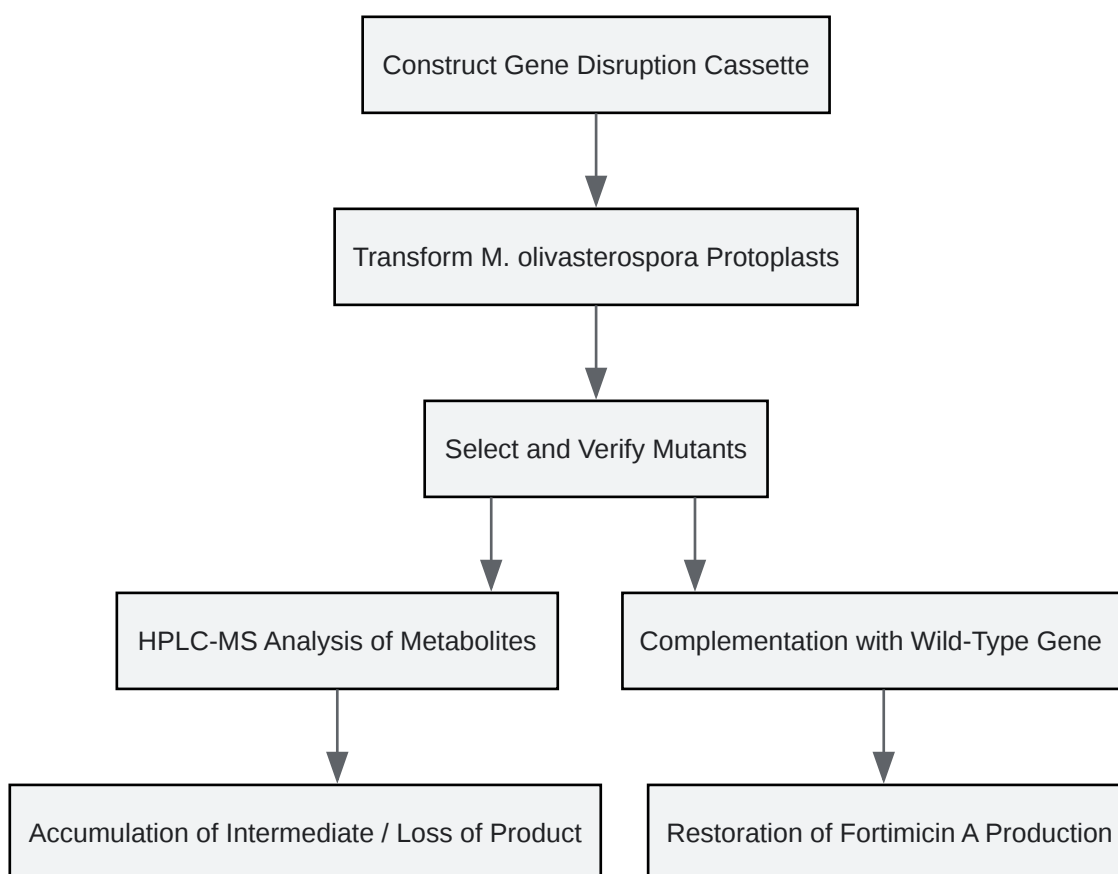 Construct Gene Disruption Cassette
Transform M. olivasterospora Protoplasts
Select and Verify Mutants
HPLC-MS Analysis of Metabolites
Complementation with Wild-Type Gene
Accumulation of Intermediate / Loss of Product
Restoration of Fortimicin A Production